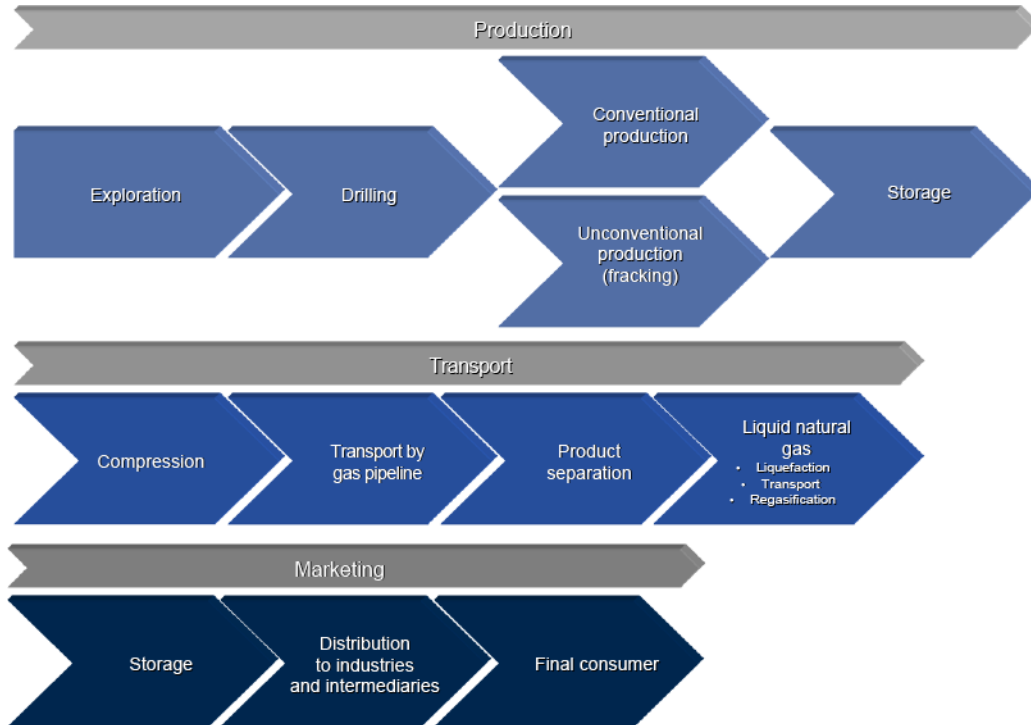 Production
Exploration
Drilling
Conventional
production
Unconventional
production
(fracking)
Storage
Transport
Compression
Transport by
gas pipeline
Product
separation
Liquid natural
gas
• Liquefaction
• Transport
• Regasification
Marketing
Storage
Distribution
to industries
and intermediaries
Final consumer